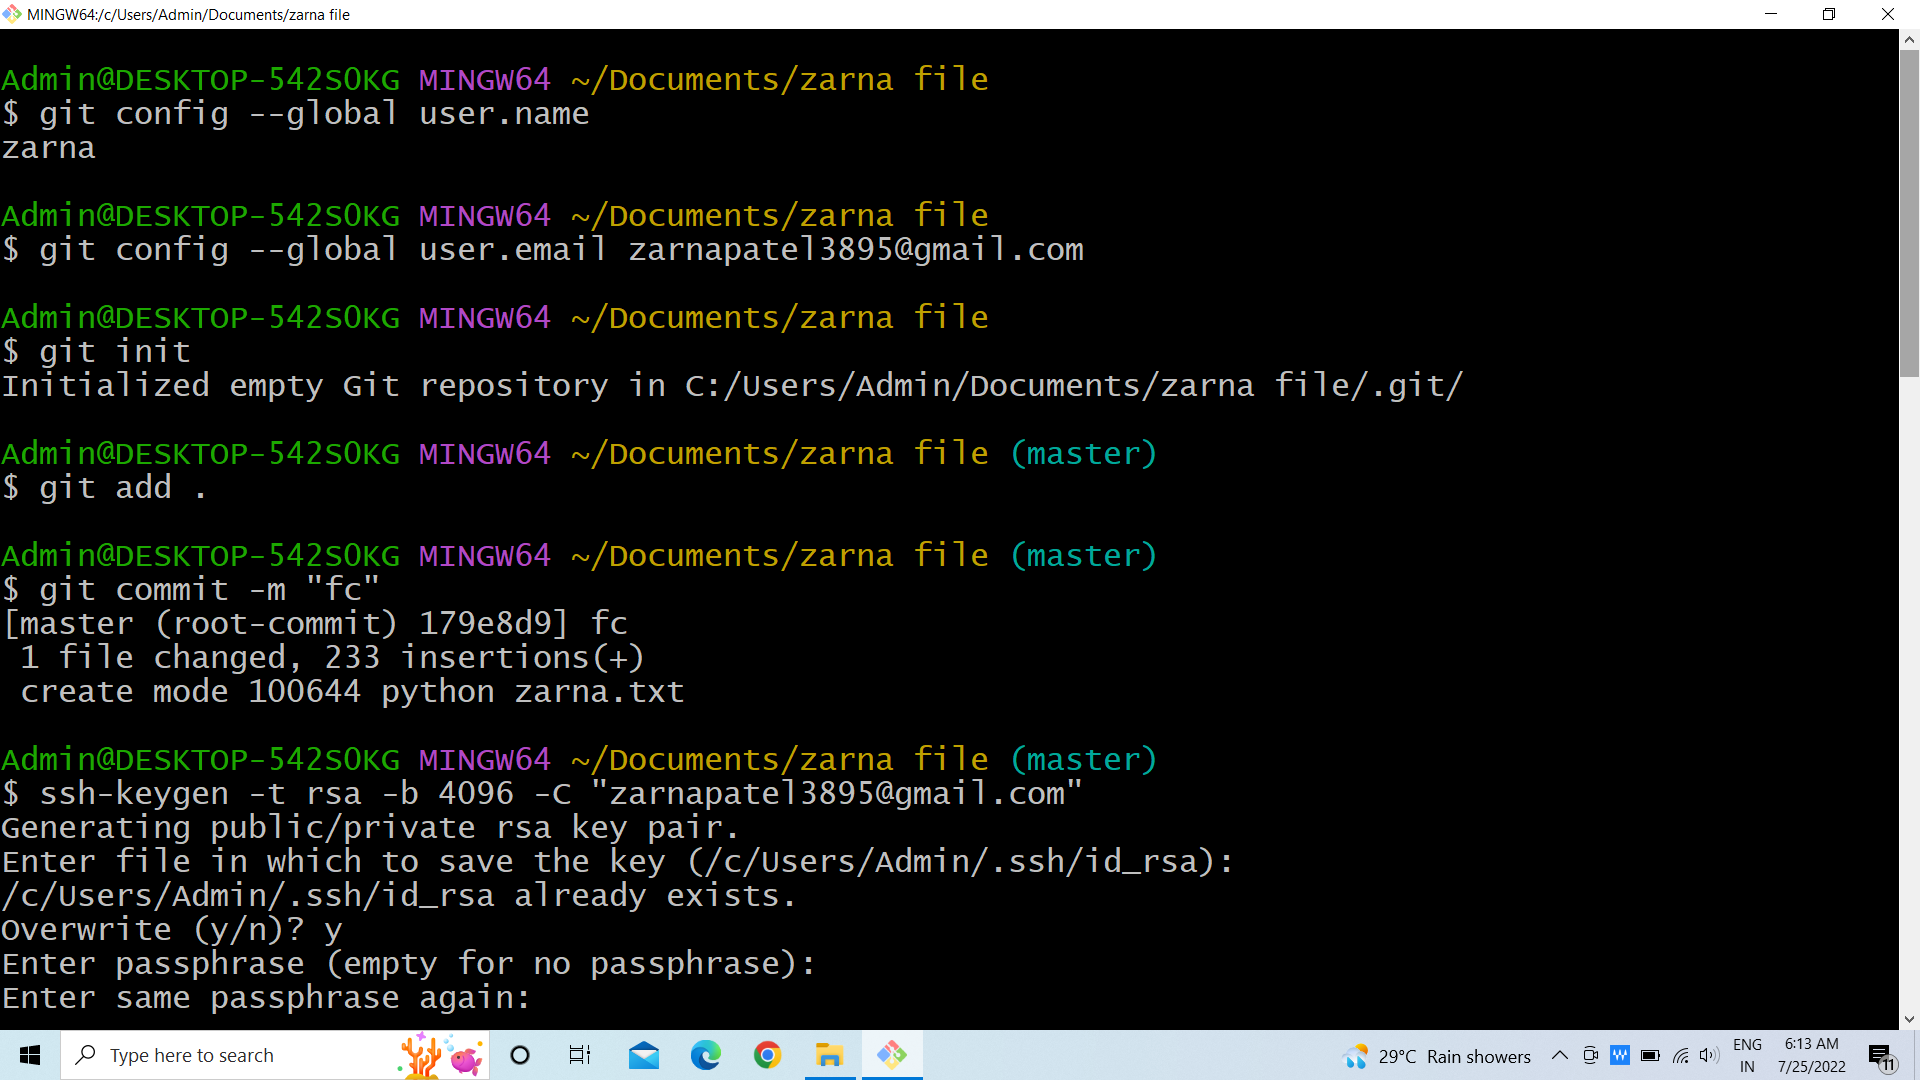 MINGW64:/c/Users/Admin/Documents/zarna file
Admin@DESKTOP-542S0KG MINGW64 ~/Documents/zarna file
$ git config --global user.name
zarna
Admin@DESKTOP-542S0KG MINGW64 ~/Documents/zarna file
$ git config --global user.email zarnapatel3895@gmail.com
Admin@DESKTOP-542S0KG MINGW64 ~/Documents/zarna file
$ git init
Initialized empty Git repository in C:/Users/Admin/Documents/zarna file/.git/
Admin@DESKTOP-542S0KG MINGW64 ~/Documents/zarna file (master)
$ git add .
Admin@DESKTOP-542S0KG MINGW64 ~/Documents/zarna file (master)
$ git commit -m "fc"
[master (root-commit) 179e8d9] fc
 1 file changed, 233 insertions(+)
 create mode 100644 python zarna.txt
Admin@DESKTOP-542S0KG MINGW64 ~/Documents/zarna file (master)
$ ssh-keygen -t rsa -b 4096 -C "zarnapatel3895@gmail.com"
Generating public/private rsa key pair.
Enter file in which to save the key (/c/Users/Admin/.ssh/id_rsa):
/c/Users/Admin/.ssh/id_rsa already exists.
Overwrite (y/n)? y
Enter passphrase (empty for no passphrase):
Enter same passphrase again:
Type here to search
29°C Rain showers
ENG
IN
6:13 AM
7/25/2022
11